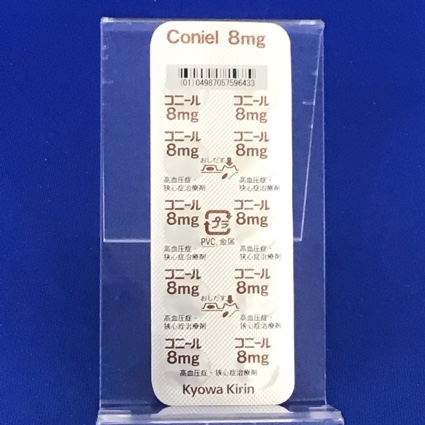 Coniel 8mg
(01)04987057596433
コニール コニール
8mg 8mg
コニール コニール
8mg 8mg
おしだす
高血圧症・ 高血圧症・
狭心症治療剤 狭心症治療剤
コニール コニール
8mg 8mg
プラ
PVC, 金属
高血圧症・ 高血圧症・
狭心症治療剤 狭心症治療剤
コニール コニール
8mg 8mg
おしだす
高血圧症・ 高血圧症・
狭心症治療剤 狭心症治療剤
コニール コニール
8mg 8mg
高血圧症・狭心症治療剤
Kyowa Kirin